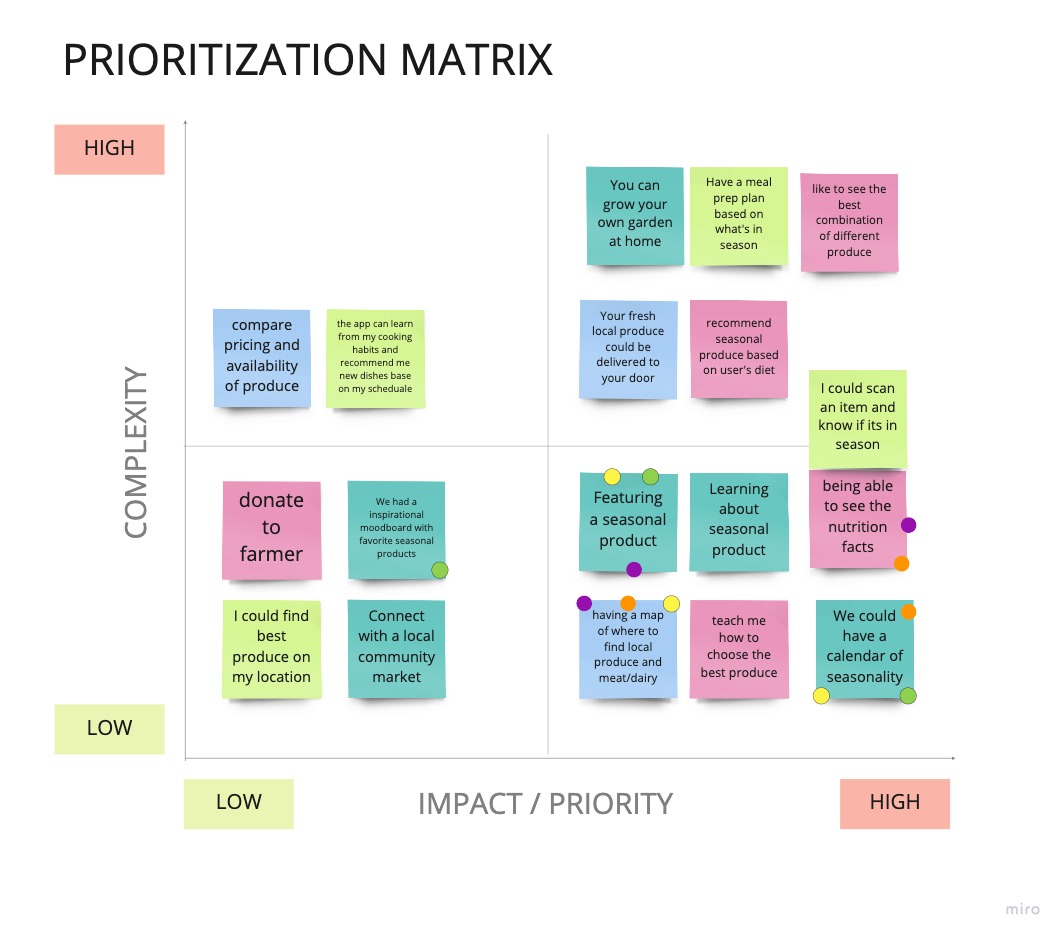 PRIORITIZATION MATRIX
HIGH
You can
grow your
own garden
at home
Have a meal
prep plan
based on
what's in
season
like to see the
best
combination
of different
produce
compare
pricing and
availability
of produce
the app can learn
from my cooking
habits and
recommend me
new dishes base
on my scheduale
Your fresh
local produce
could be
delivered to
your door
recommend
seasonal
produce based
on user's diet
I could scan
an item and
know if its in
season
COMPLEXITY
donate
to
farmer
We had a
inspirational
moodboard with
favorite seasonal
products
Featuring
a seasonal
product
Learning
about
seasonal
product
being able
to see the
nutrition
facts
I could find
best
produce on
my location
Connect
with a local
community
market
having a map
of where to
find local
produce and
meat/dairy
teach me
how to
choose the
best produce
We could
have a
calendar of
seasonality
LOW
LOW
IMPACT / PRIORITY
HIGH
miro